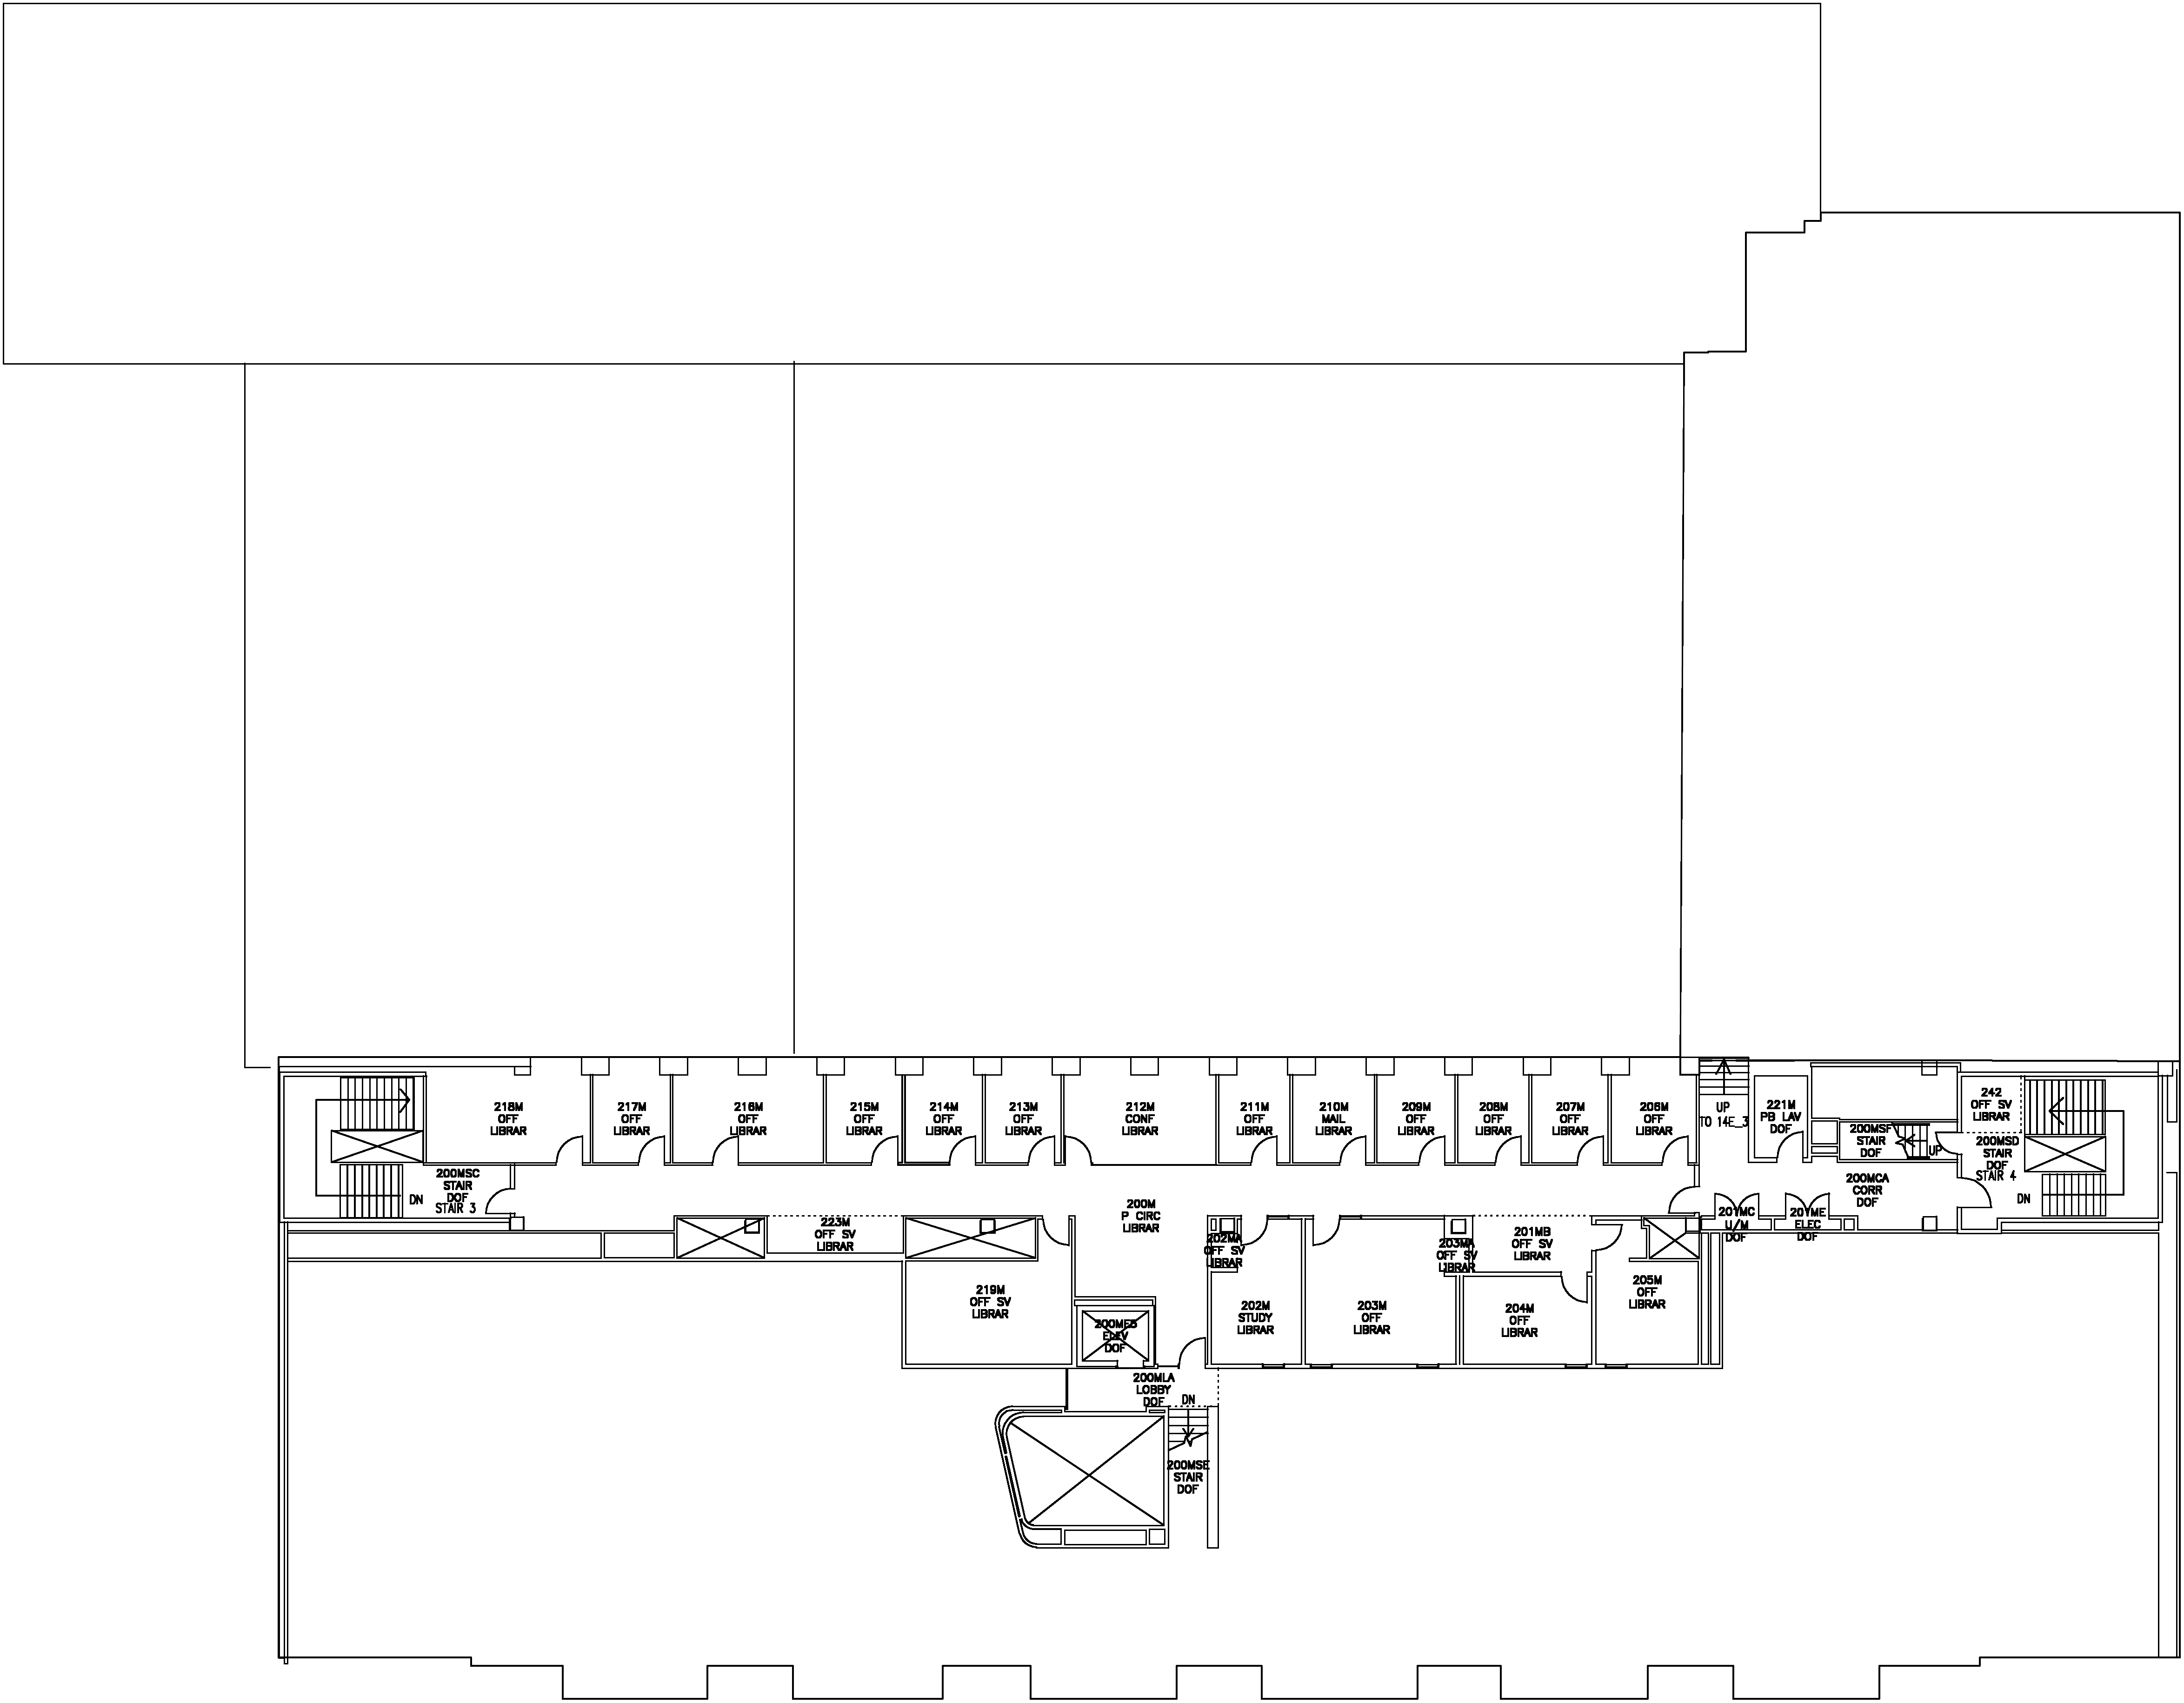 218M
OFF
LIBRAR
217M
OFF
LIBRAR
216M
OFF
LIBRAR
215M
OFF
LIBRAR
214M
OFF
LIBRAR
213M
OFF
LIBRAR
212M
CONF
LIBRAR
211M
OFF
LIBRAR
210M
MAIL
LIBRAR
209M
OFF
LIBRAR
208M
OFF
LIBRAR
207M
OFF
LIBRAR
206M
OFF
LIBRAR
UP
TO 14E_3
221M
PB LAV
DOF
200MSF
STAIR
DOF
UP
242
OFF SV
LIBRAR
200MSD
STAIR
DOF
STAIR 4
DN
200MSC
STAIR
DOF
STAIR 3
DN
200M
P CIRC
LIBRAR
200MCA
CORR
DOF
223M
OFF SV
LIBRAR
202MA
OFF SV
LIBRAR
203MA
OFF SV
LIBRAR
201MB
OFF SV
LIBRAR
201MC
U/M
DOF
201ME
ELEC
DOF
219M
OFF SV
LIBRAR
200MEB
ELEV
DOF
202M
STUDY
LIBRAR
203M
OFF
LIBRAR
204M
OFF
LIBRAR
205M
OFF
LIBRAR
200MLA
LOBBY
DOF
DN
200MSE
STAIR
DOF